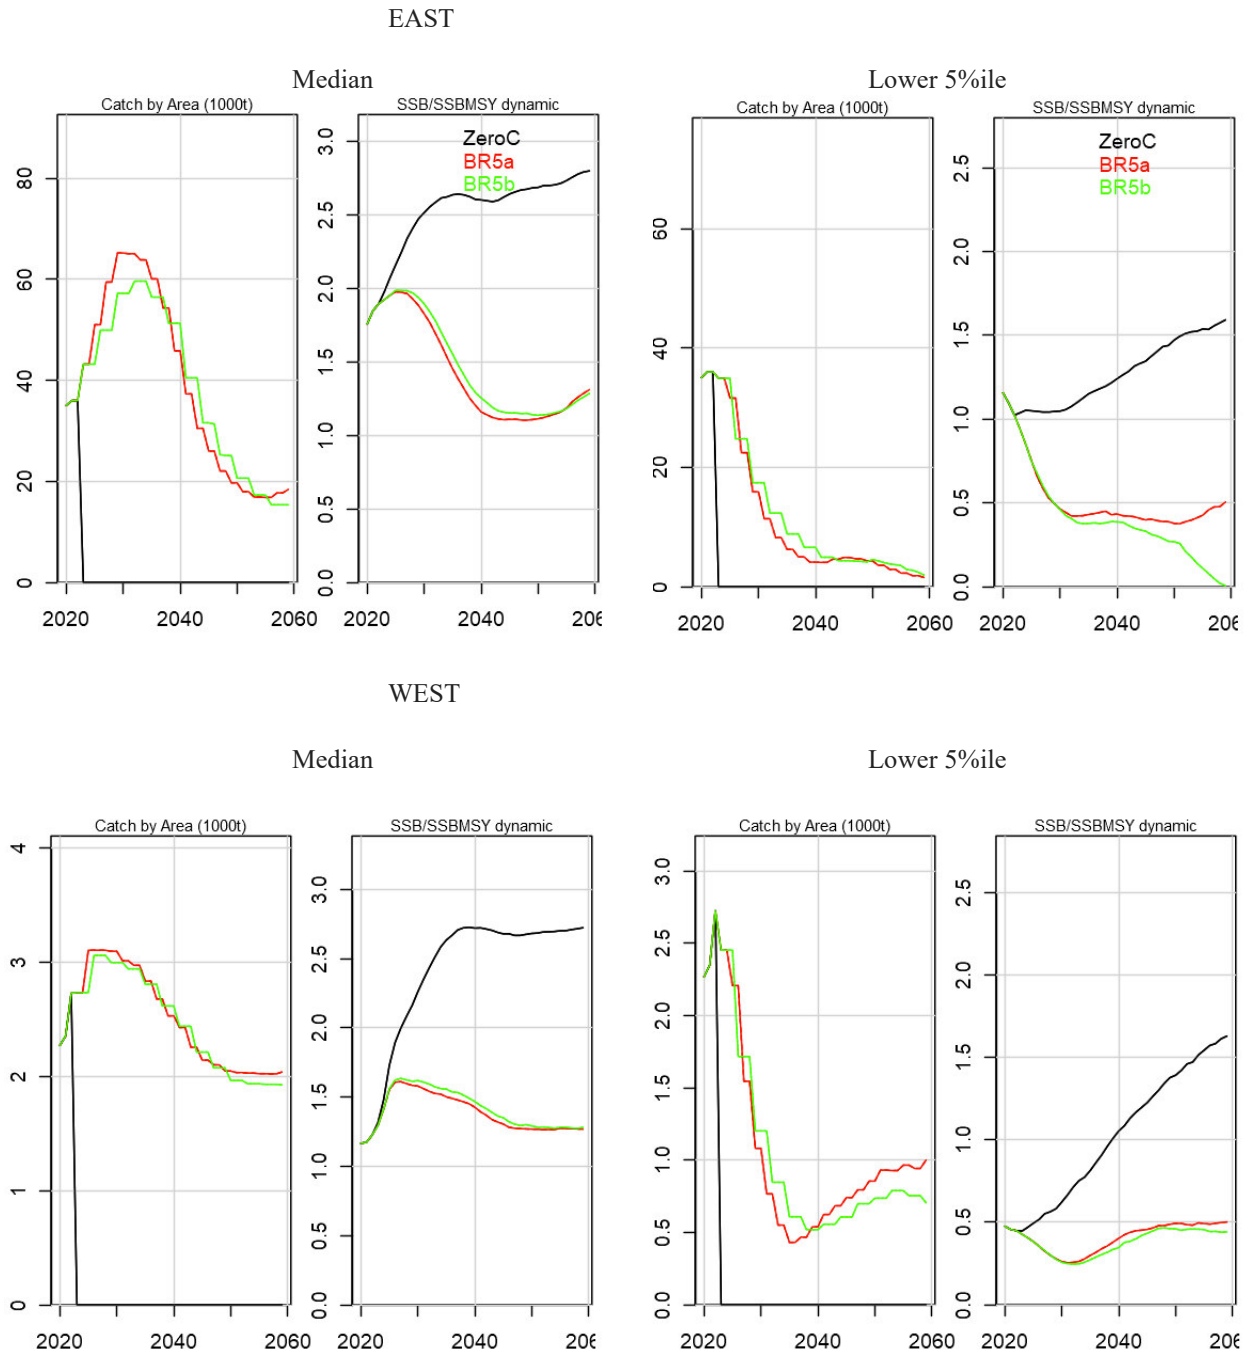 EAST
Median
Lower 5%ile
Catch by Area (1000t)
SSB/SSBMSY dynamic
Catch by Area (1000t)
SSB/SSBMSY dynamic
ZeroC
BR5a
BR5b
ZeroC
BR5a
BR5b
0 20 40 60 80
0.0 0.5 1.0 1.5 2.0 2.5 3.0
0 20 40 60
0.0 0.5 1.0 1.5 2.0 2.5
2020 2040 2060
2020 2040 206
2020 2040 2060
2020 2040 206
WEST
Median
Lower 5%ile
Catch by Area (1000t)
SSB/SSBMSY dynamic
Catch by Area (1000t)
SSB/SSBMSY dynamic
0 1 2 3 4
0.0 0.5 1.0 1.5 2.0 2.5 3.0
0.0 0.5 1.0 1.5 2.0 2.5 3.0
0.0 0.5 1.0 1.5 2.0 2.5
2020 2040 2060
2020 2040 206
2020 2040 2060
2020 2040 206